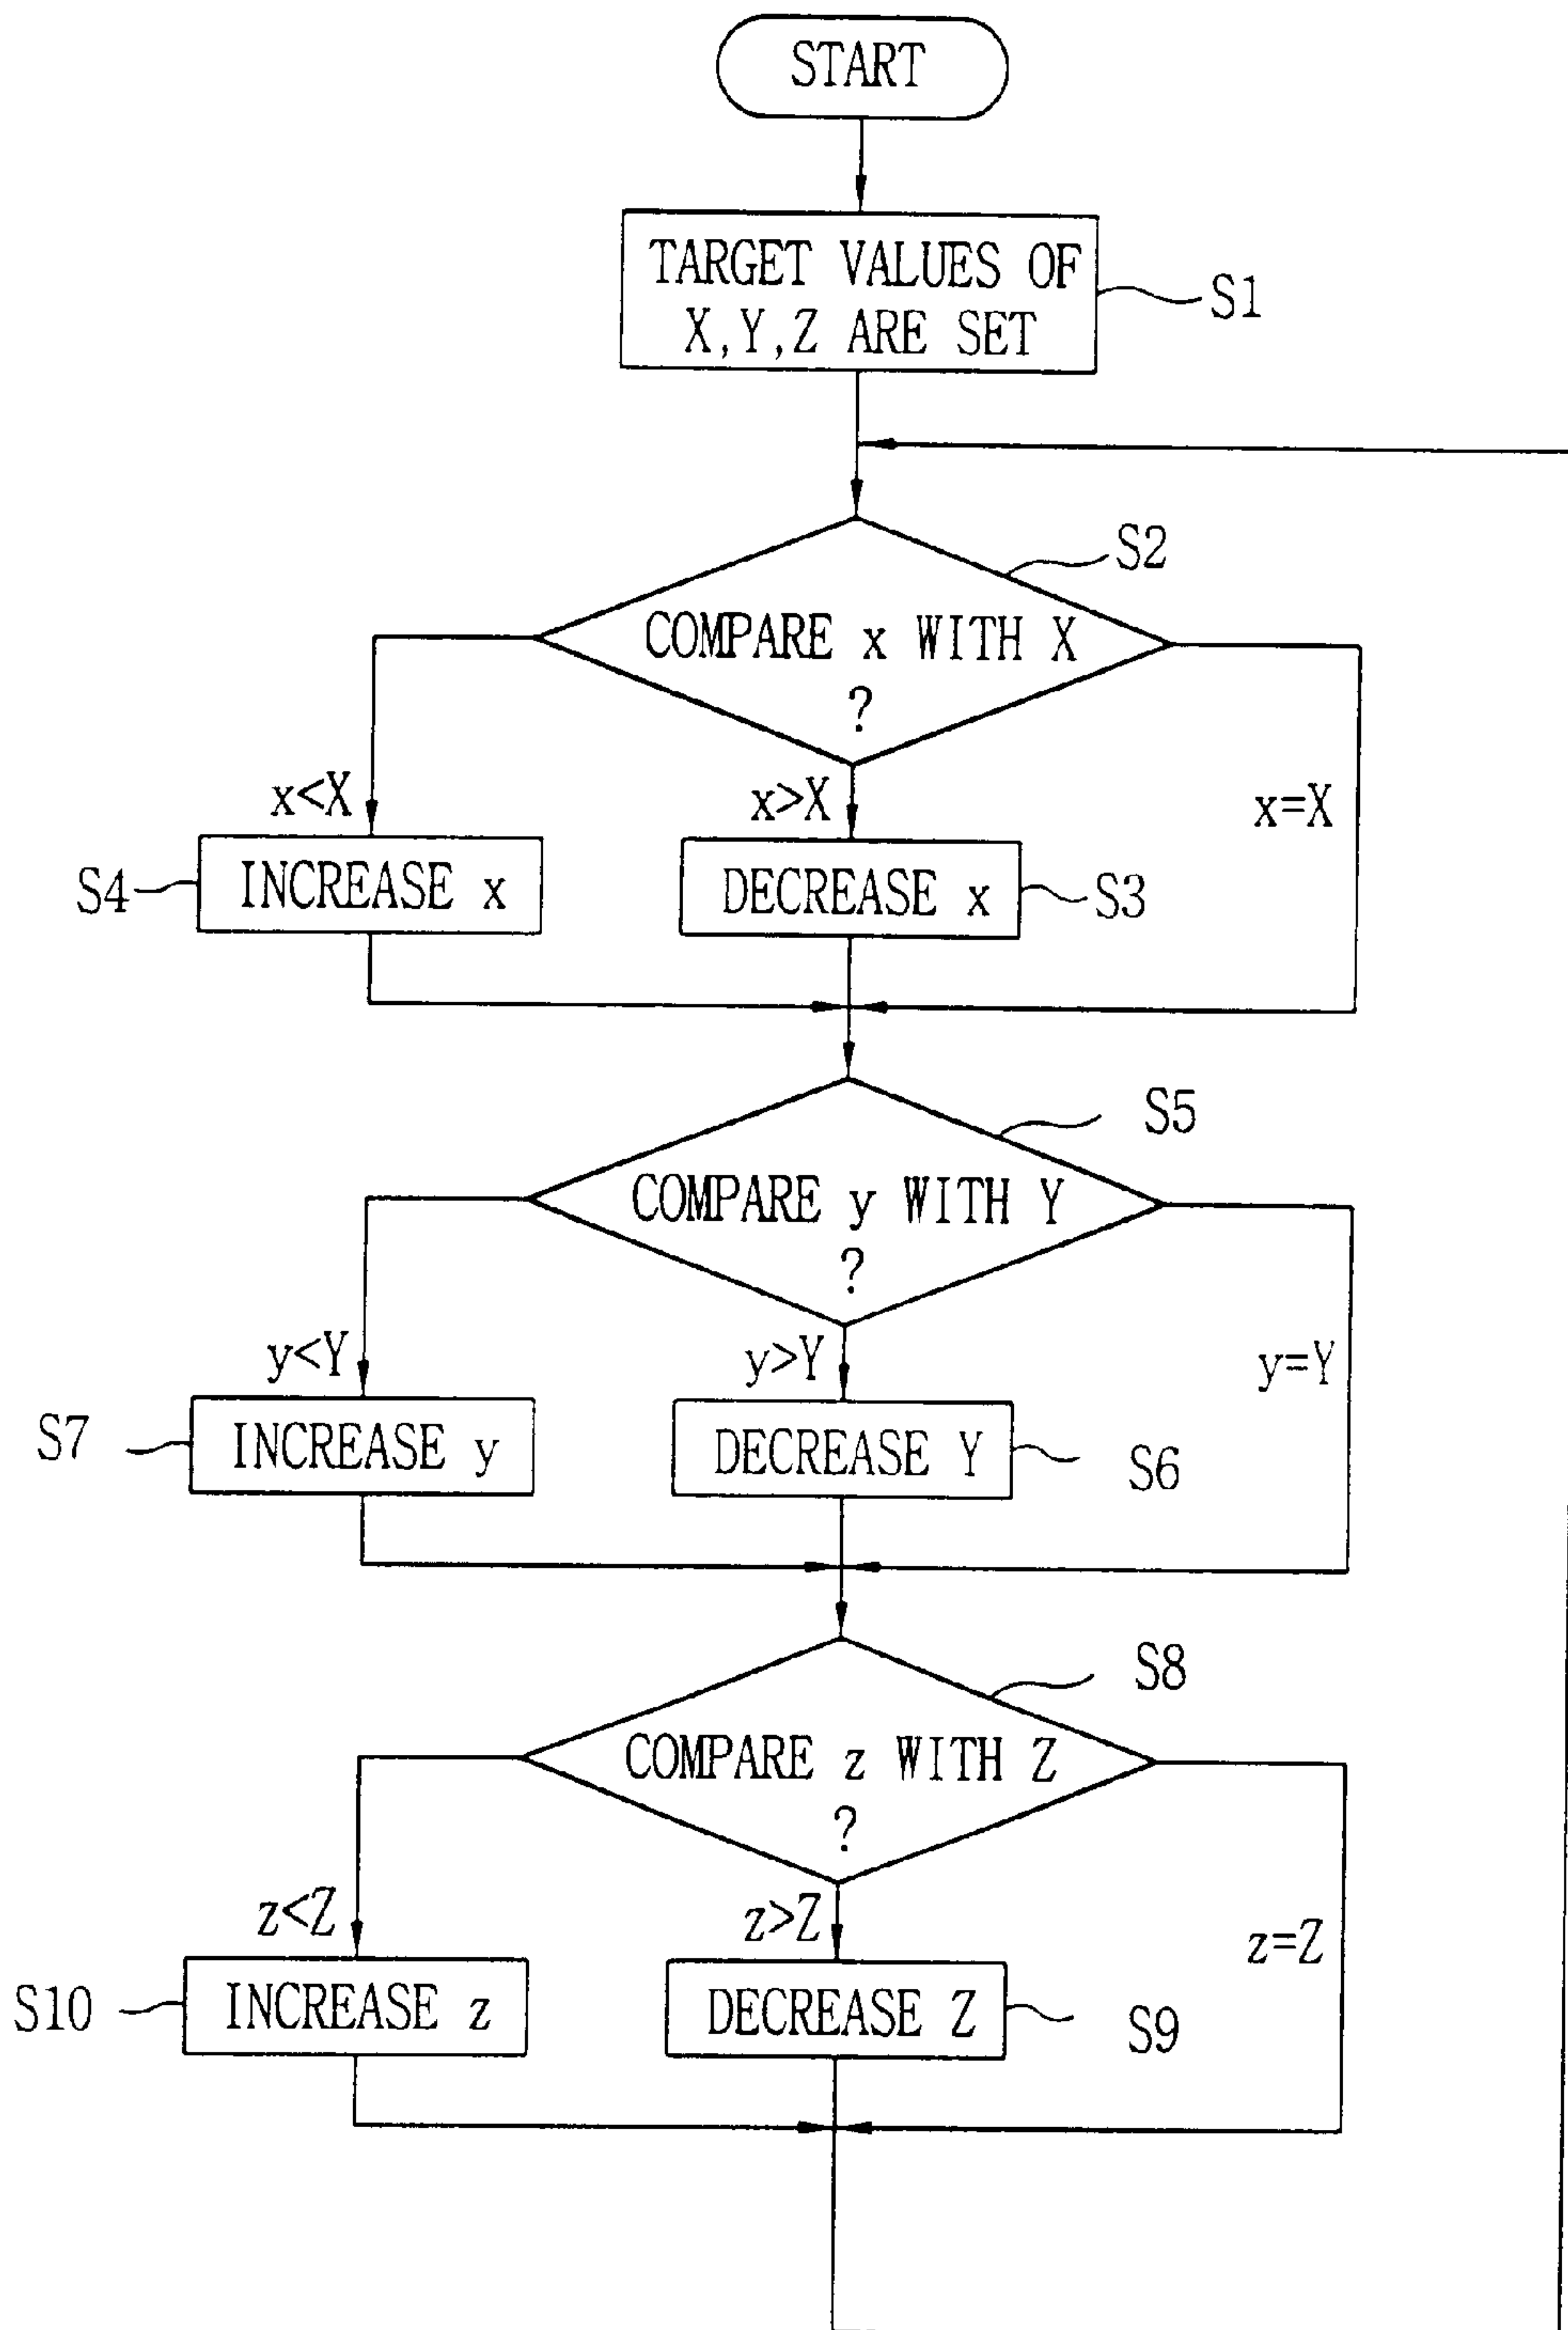 START
TARGET VALUES OF
X,Y,Z ARE SET
S1
S2
COMPARE x WITH X
?
x<X
x>X
x=X
S4
INCREASE x
DECREASE x
S3
S5
COMPARE y WITH Y
?
y<Y
y>Y
y=Y
S7
INCREASE y
DECREASE Y
S6
S8
COMPARE z WITH Z
?
z<Z
z>Z
z=Z
S10
INCREASE z
DECREASE Z
S9